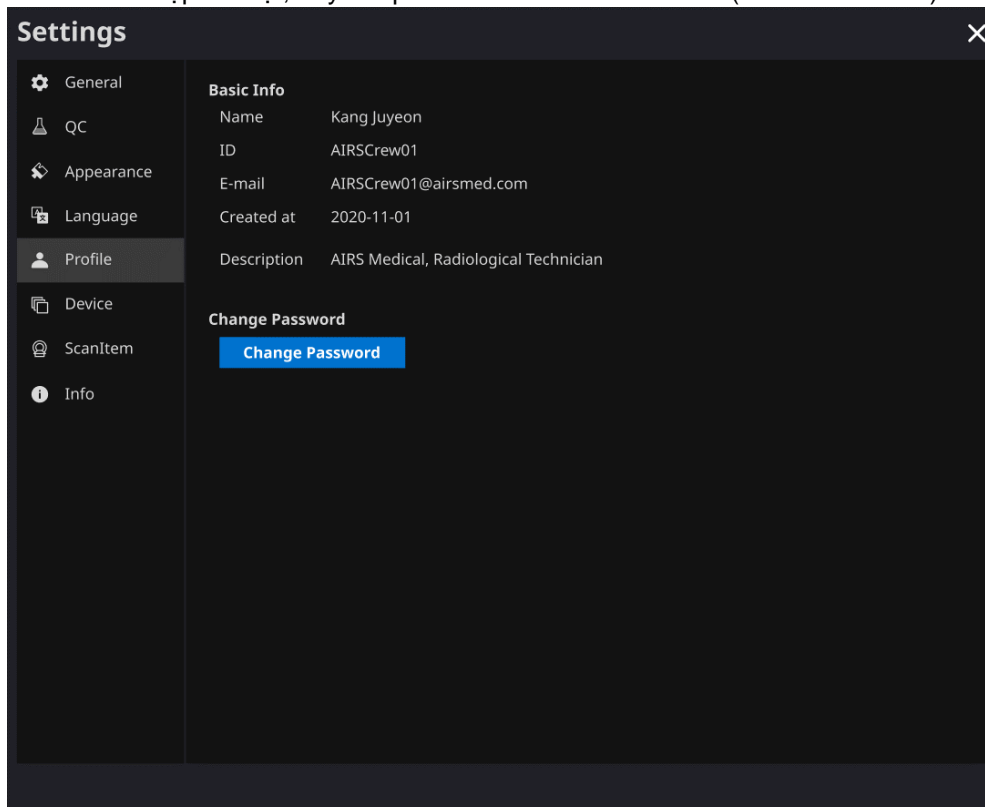 Settings
General
QC
Appearance
Language
Profile
Device
ScanItem
Info
Basic Info
Name Kang Juyeon
ID AIRSCrew01
E-mail AIRSCrew01@airsmed.com
Created at 2020-11-01
Description AIRS Medical, Radiological Technician
Change Password
Change Password